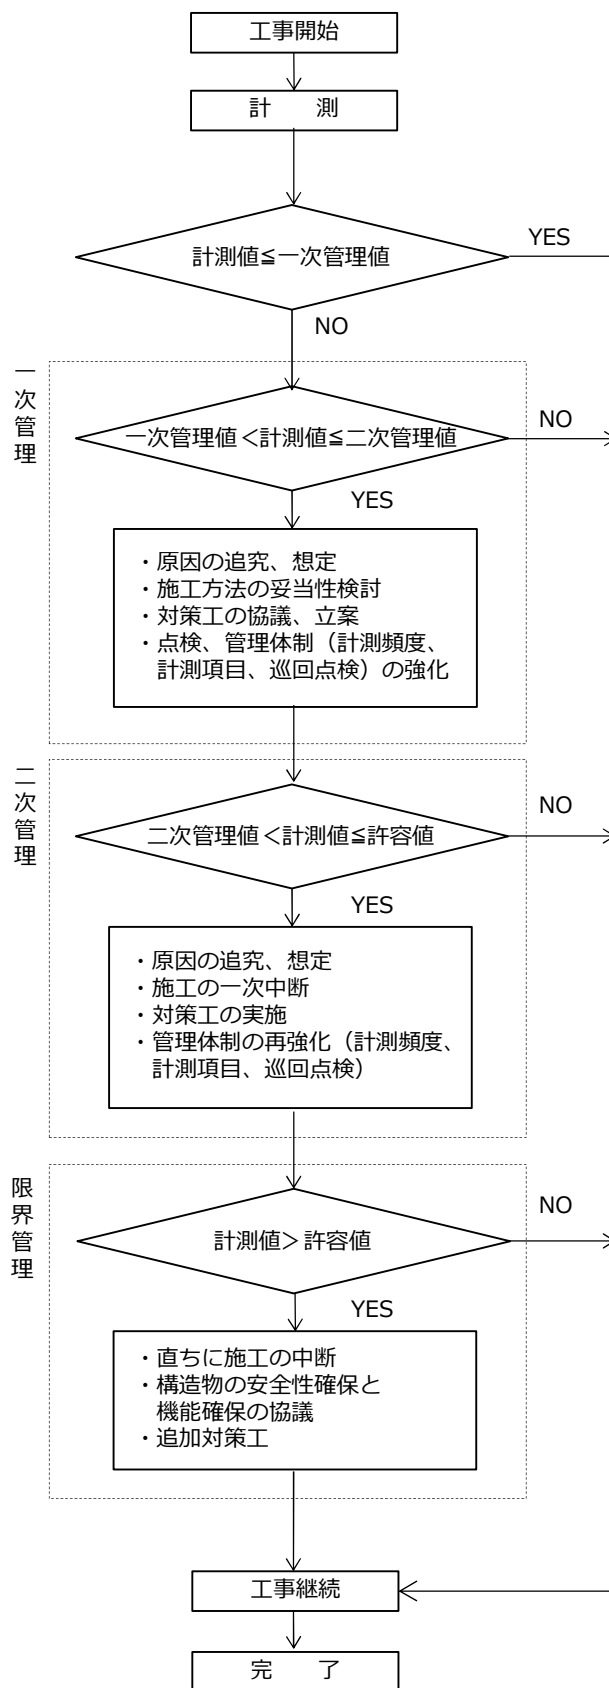 工事開始
計　　測
計測値≦一次管理値
YES
NO
一次管理
一次管理値＜計測値≦二次管理値
NO
YES
・原因の追究、想定
・施工方法の妥当性検討
・対策工の協議、立案
・点検、管理体制（計測頻度、
計測項目、巡回点検）の強化
二次管理
二次管理値＜計測値≦許容値
NO
YES
・原因の追究、想定
・施工の一次中断
・対策工の実施
・管理体制の再強化（計測頻度、
計測項目、巡回点検）
限界管理
計測値＞許容値
NO
YES
・直ちに施工の中断
・構造物の安全性確保と
機能確保の協議
・追加対策工
工事継続
完　　了